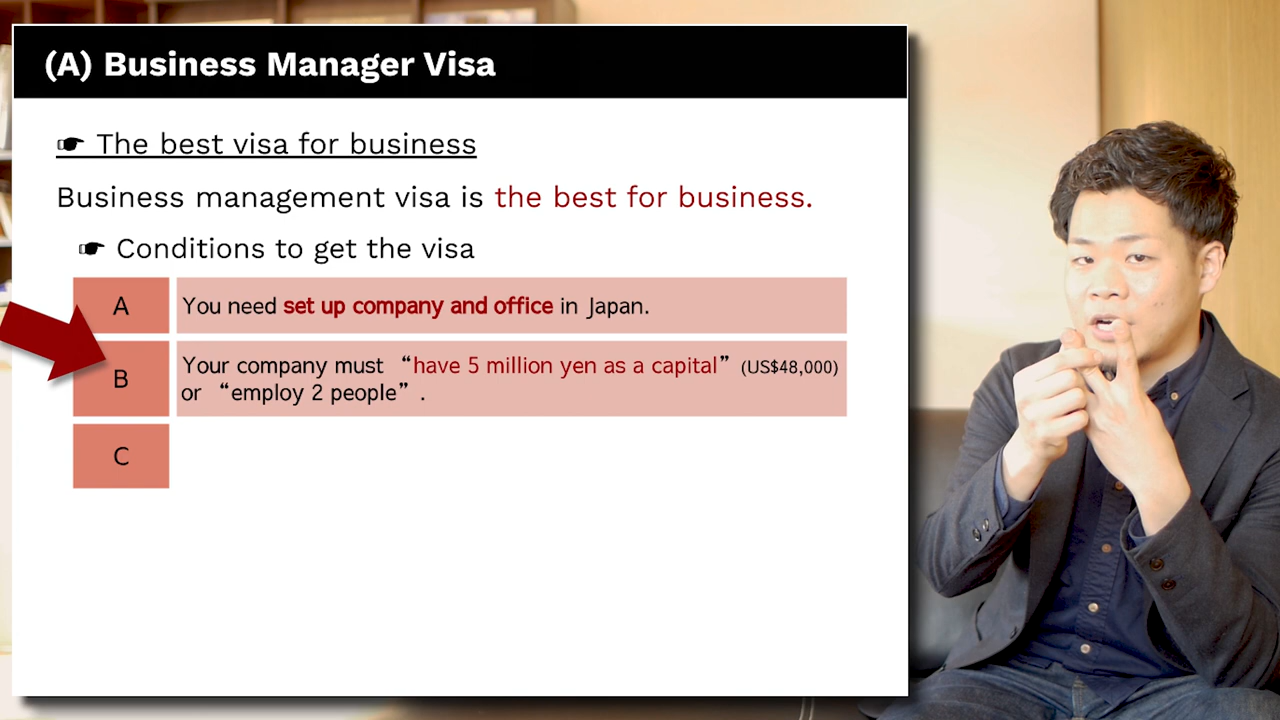 (A) Business Manager Visa
☛ The best visa for business
Business management visa is the best for business.
☛ Conditions to get the visa
A
You need set up company and office in Japan.
B
Your company must “have 5 million yen as a capital” (US$48,000)
or “employ 2 people”.
C